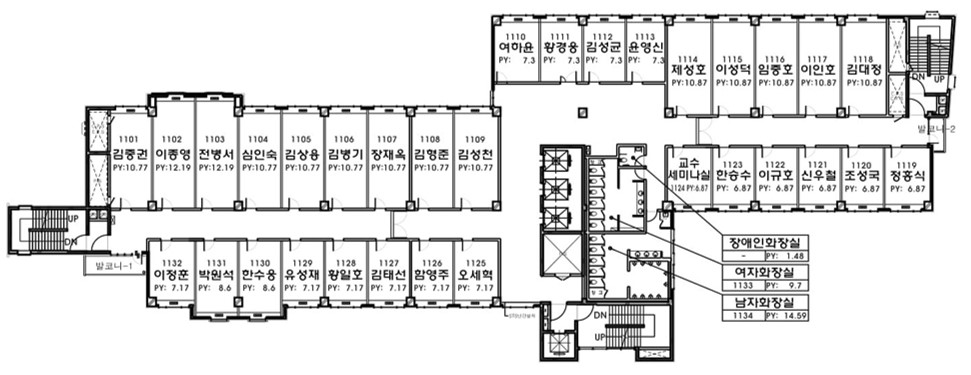 1110
여하윤
PY: 7.3
1111
황경웅
PY: 7.3
1112
김성균
PY: 7.3
1113
윤영신
PY: 7.3
1114
제성호
PY:10.87
1115
이성덕
PY:10.87
1116
임중호
PY:10.87
1117
이인호
PY:10.87
1118
김대정
PY:10.87
DN
UP
발코니-2
1101
김중권
PY:10.77
1102
이종영
PY:12.19
1103
전병서
PY:12.19
1104
심인숙
PY:10.77
1105
김상용
PY:10.77
1106
김병기
PY:10.77
1107
장재옥
PY:10.77
1108
김형준
PY:10.77
1109
김성천
PY:10.77
교수
세미나실
1124 PY:6.87
1123
한승수
PY: 6.87
1122
이규호
PY: 6.87
1121
신우철
PY: 6.87
1120
조성국
PY: 6.87
1119
정홍식
PY: 6.87
UP
DN
발코니-1
1132
이정훈
PY: 7.17
1131
박원석
PY: 8.6
1130
한수웅
PY: 8.6
1129
유성재
PY: 7.17
1128
황일호
PY: 7.17
1127
김태선
PY: 7.17
1126
함영주
PY: 7.17
1125
오세혁
PY: 7.17
장애인화장실
- PY: 1.48
여자화장실
1133 PY: 9.7
남자화장실
1134 PY: 14.59
DN
UP